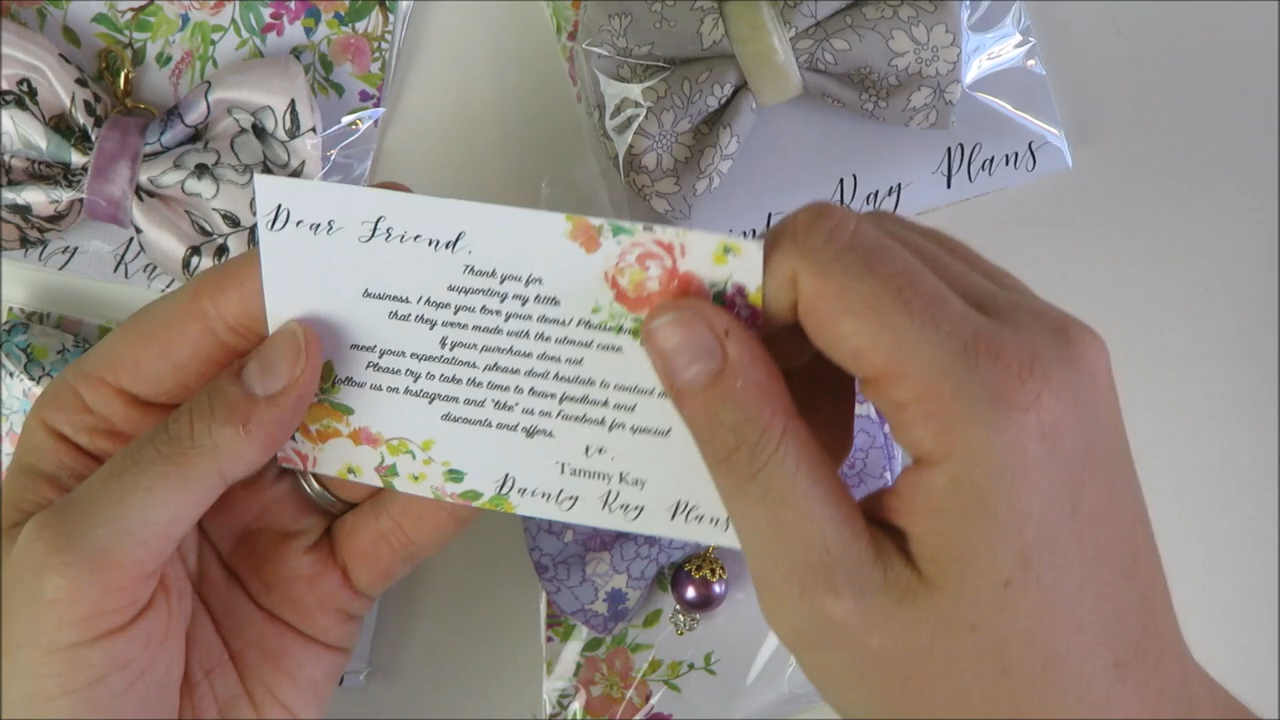 Plans
Kay
Kay
Dear Friend,
Thank you for
supporting my little
business. I hope you love your items! Please
that they were made with the utmost care.
If your purchase does not
meet your expectations, please don't hesitate to contact
Please try to take the time to leave feedback and
follow us on Instagram and "like" us on Facebook for special
discounts and offers.
xo,
Tammy Kay
Dainty Kay Plans